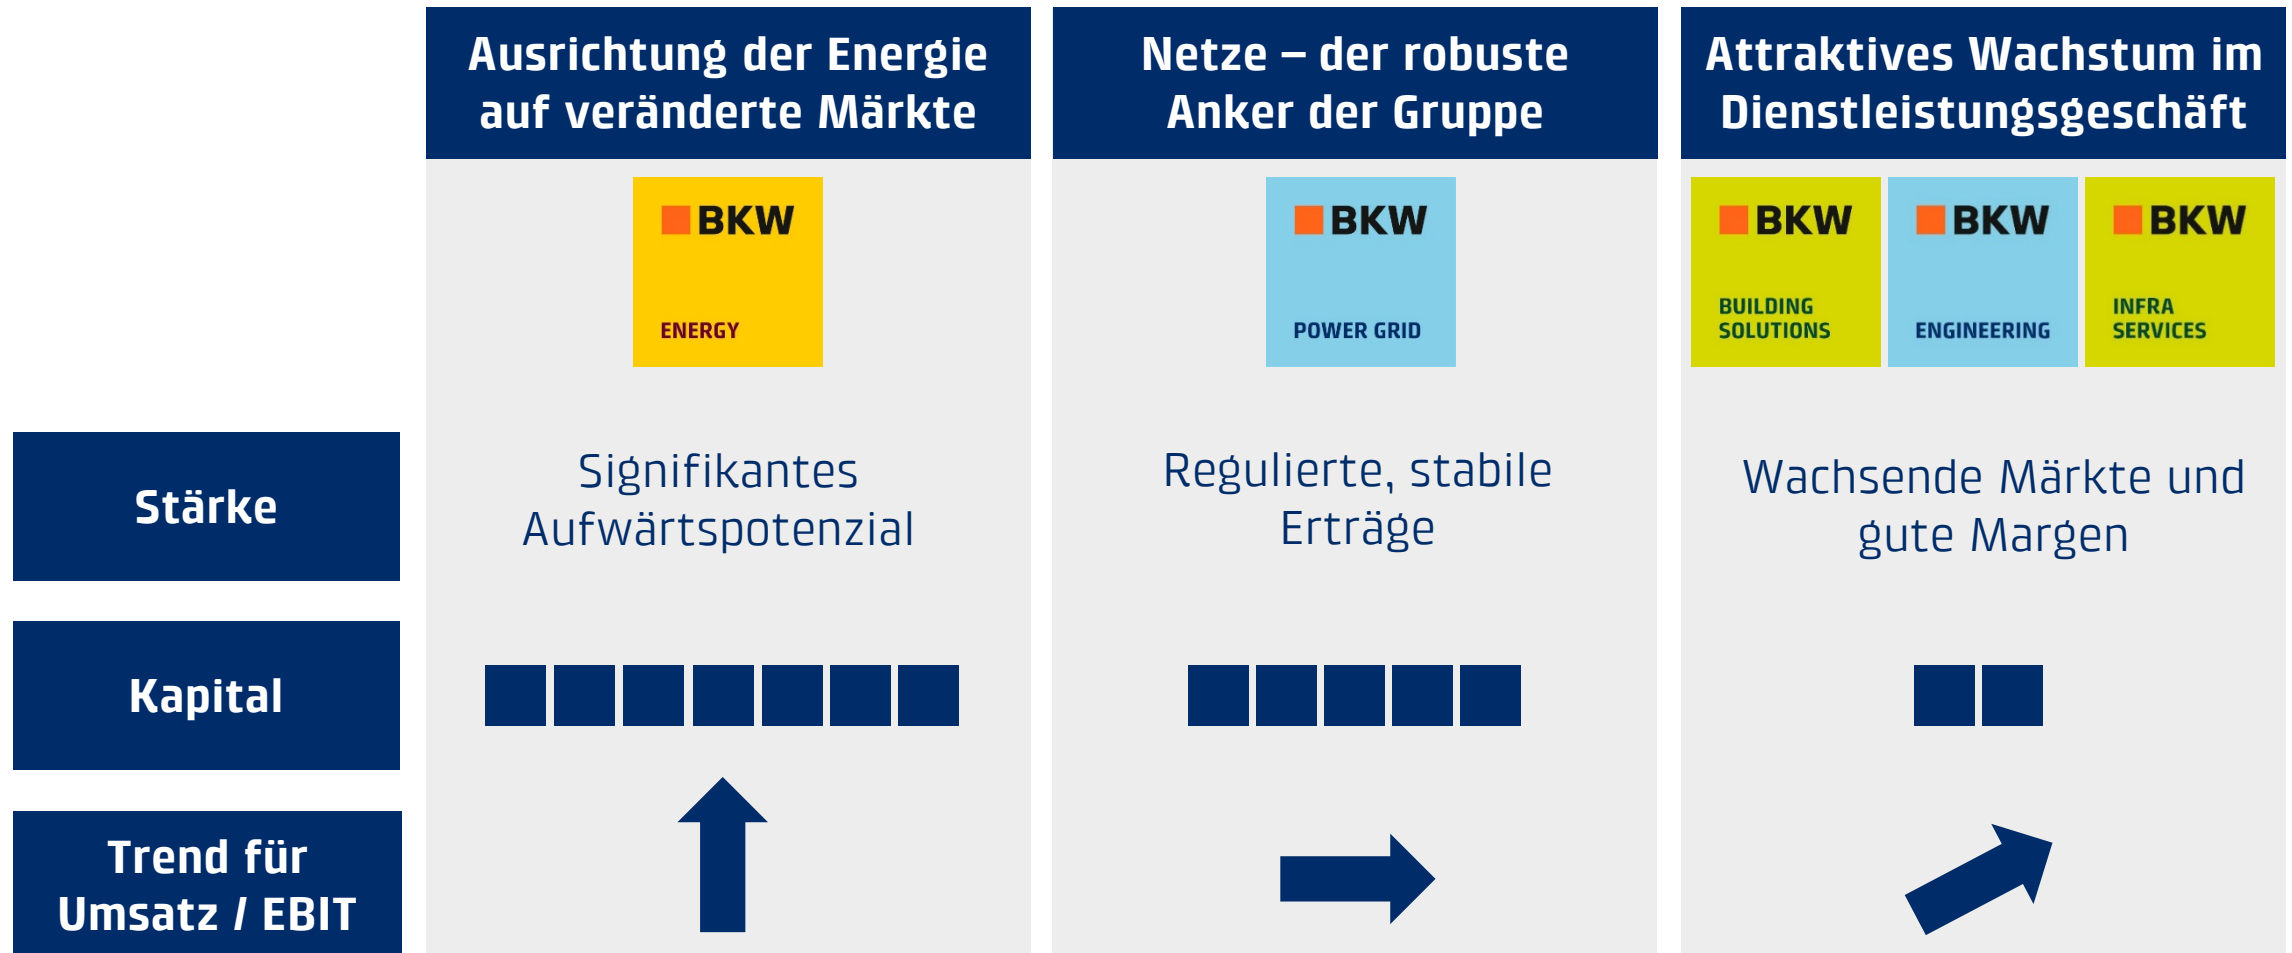 Ausrichtung der Energie
auf veränderte Märkte
Netze – der robuste
Anker der Gruppe
Attraktives Wachstum im
Dienstleistungsgeschäft
BKW
ENERGY
BKW
POWER GRID
BKW
BUILDING
SOLUTIONS
BKW
ENGINEERING
BKW
INFRA
SERVICES
Stärke
Signifikantes
Aufwärtspotenzial
Regulierte, stabile
Erträge
Wachsende Märkte und
gute Margen
Kapital
Trend für
Umsatz / EBIT